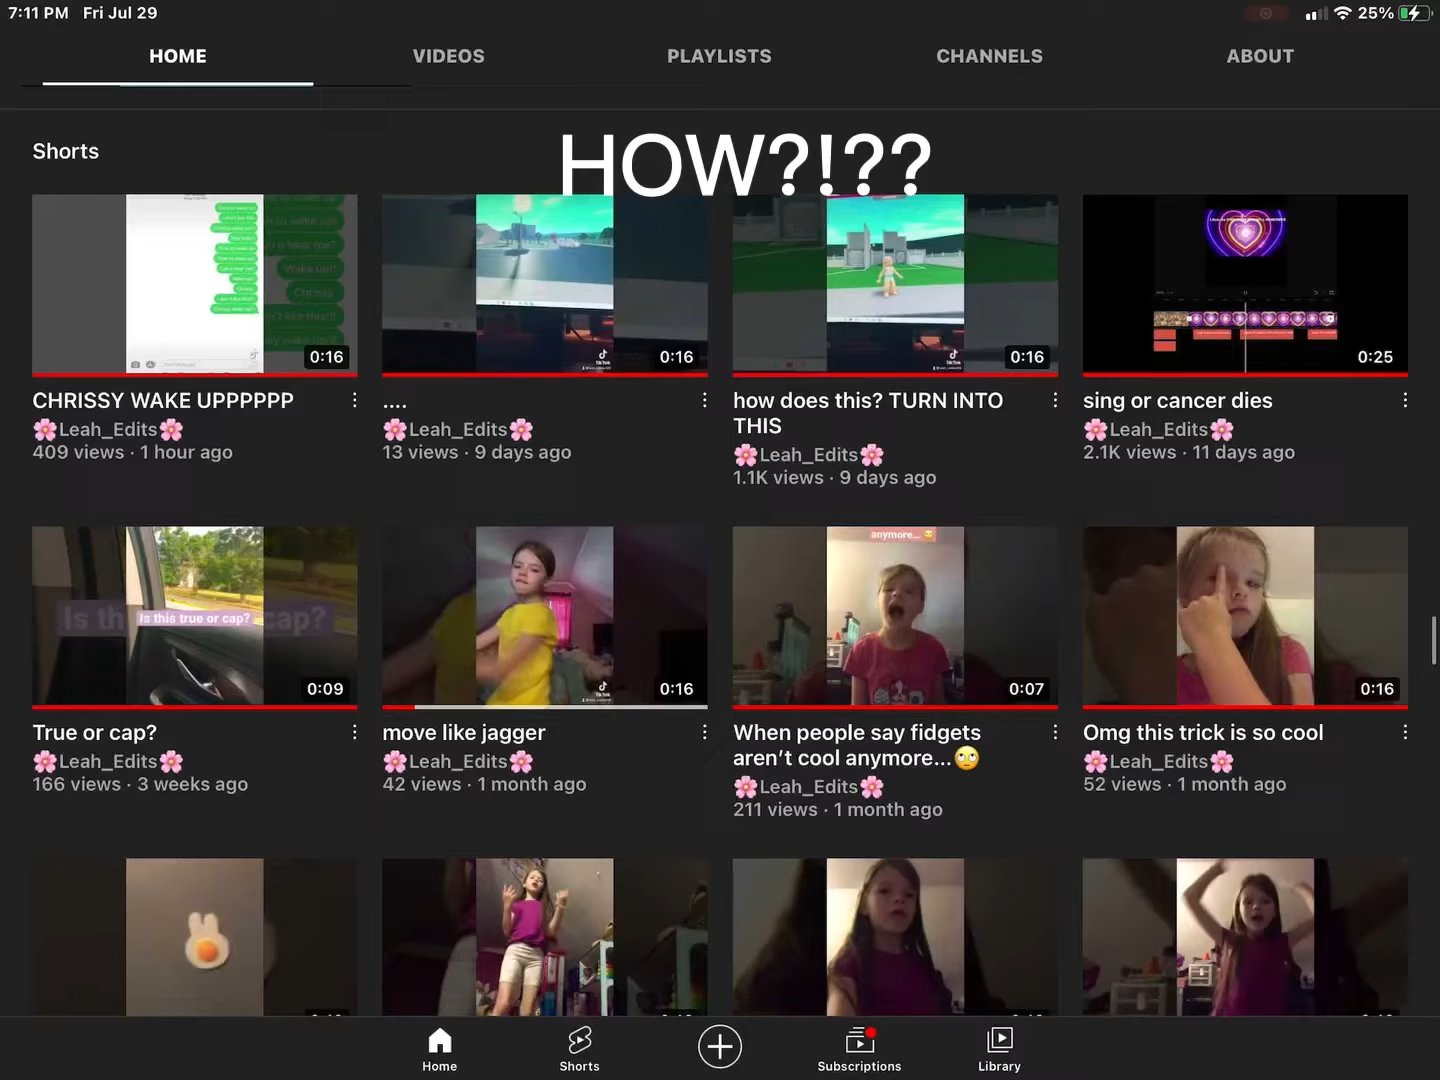 7:11 PM Fri Jul 29
25%
HOME VIDEOS PLAYLISTS CHANNELS ABOUT
HOW?!??
Shorts
0:16
0:16
0:16
0:25
CHRISSY WAKE UPPPPPP
🌸Leah_Edits🌸
409 views · 1 hour ago
....
🌸Leah_Edits🌸
13 views · 9 days ago
how does this? TURN INTO
THIS
🌸Leah_Edits🌸
1.1K views · 9 days ago
sing or cancer dies
🌸Leah_Edits🌸
2.1K views · 11 days ago
Is this true or cap?
0:09
TikTok
0:16
anymore... 🙄
0:07
0:16
True or cap?
🌸Leah_Edits🌸
166 views · 3 weeks ago
move like jagger
🌸Leah_Edits🌸
42 views · 1 month ago
When people say fidgets
aren't cool anymore...🙄
🌸Leah_Edits🌸
211 views · 1 month ago
Omg this trick is so cool
🌸Leah_Edits🌸
52 views · 1 month ago
Home Shorts Subscriptions Library